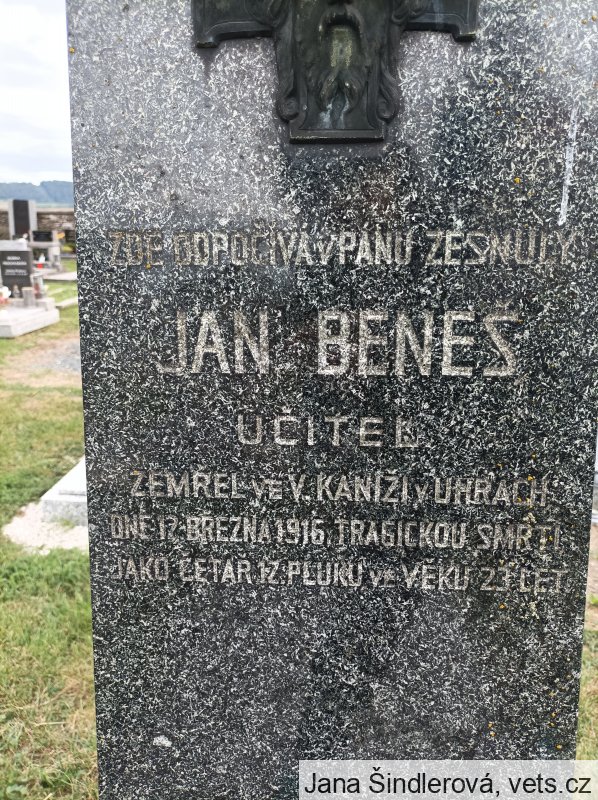 ZDE ODPOČÍVÁ V PÁNU ZESNULÝ
JAN BENEŠ
UČITEL
ZEMŘEL VE V. KANÍŽI V UHRÁCH
DNE 17. BŘEZNA 1916, TRAGICKOU SMRTÍ
JAKO ČETAŘ 12. PLUKU VE VĚKU 23 LET
Jana Šindlerová, vets.cz